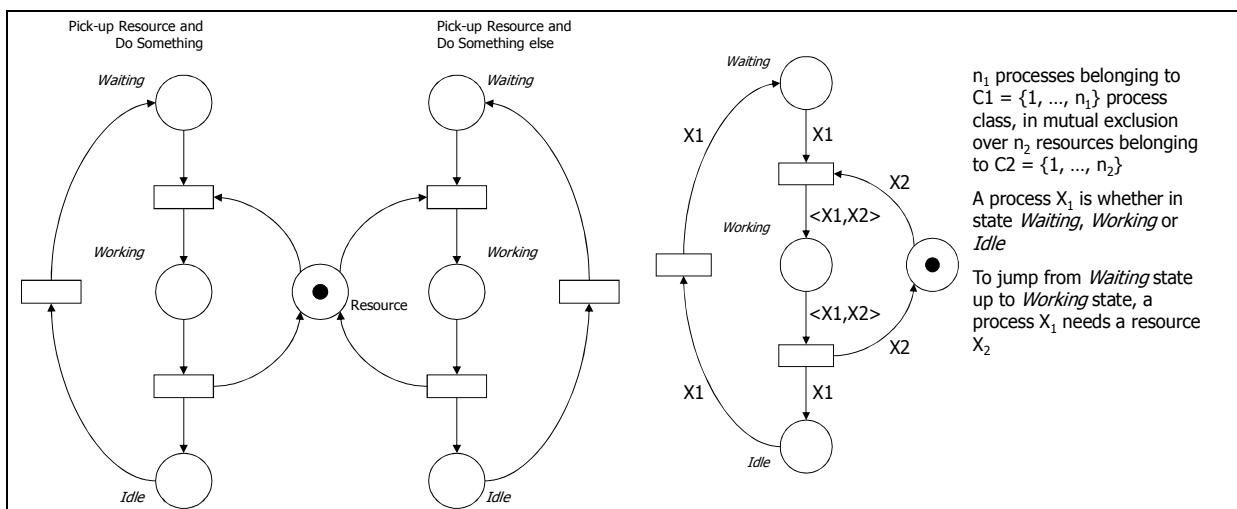 Pick-up Resource and
Do Something
Pick-up Resource and
Do Something else
Waiting
Waiting
Working
Working
Resource
Idle
Idle
Waiting
X1
X1
X2
<X1,X2>
Working
<X1,X2>
X2
X1
X1
Idle
n₁ processes belonging to
C1 = {1, ..., n₁} process
class, in mutual exclusion
over n₂ resources belonging
to C2 = {1, ..., n₂}
A process X₁ is whether in
state Waiting, Working or
Idle
To jump from Waiting state
up to Working state, a
process X₁ needs a resource
X₂